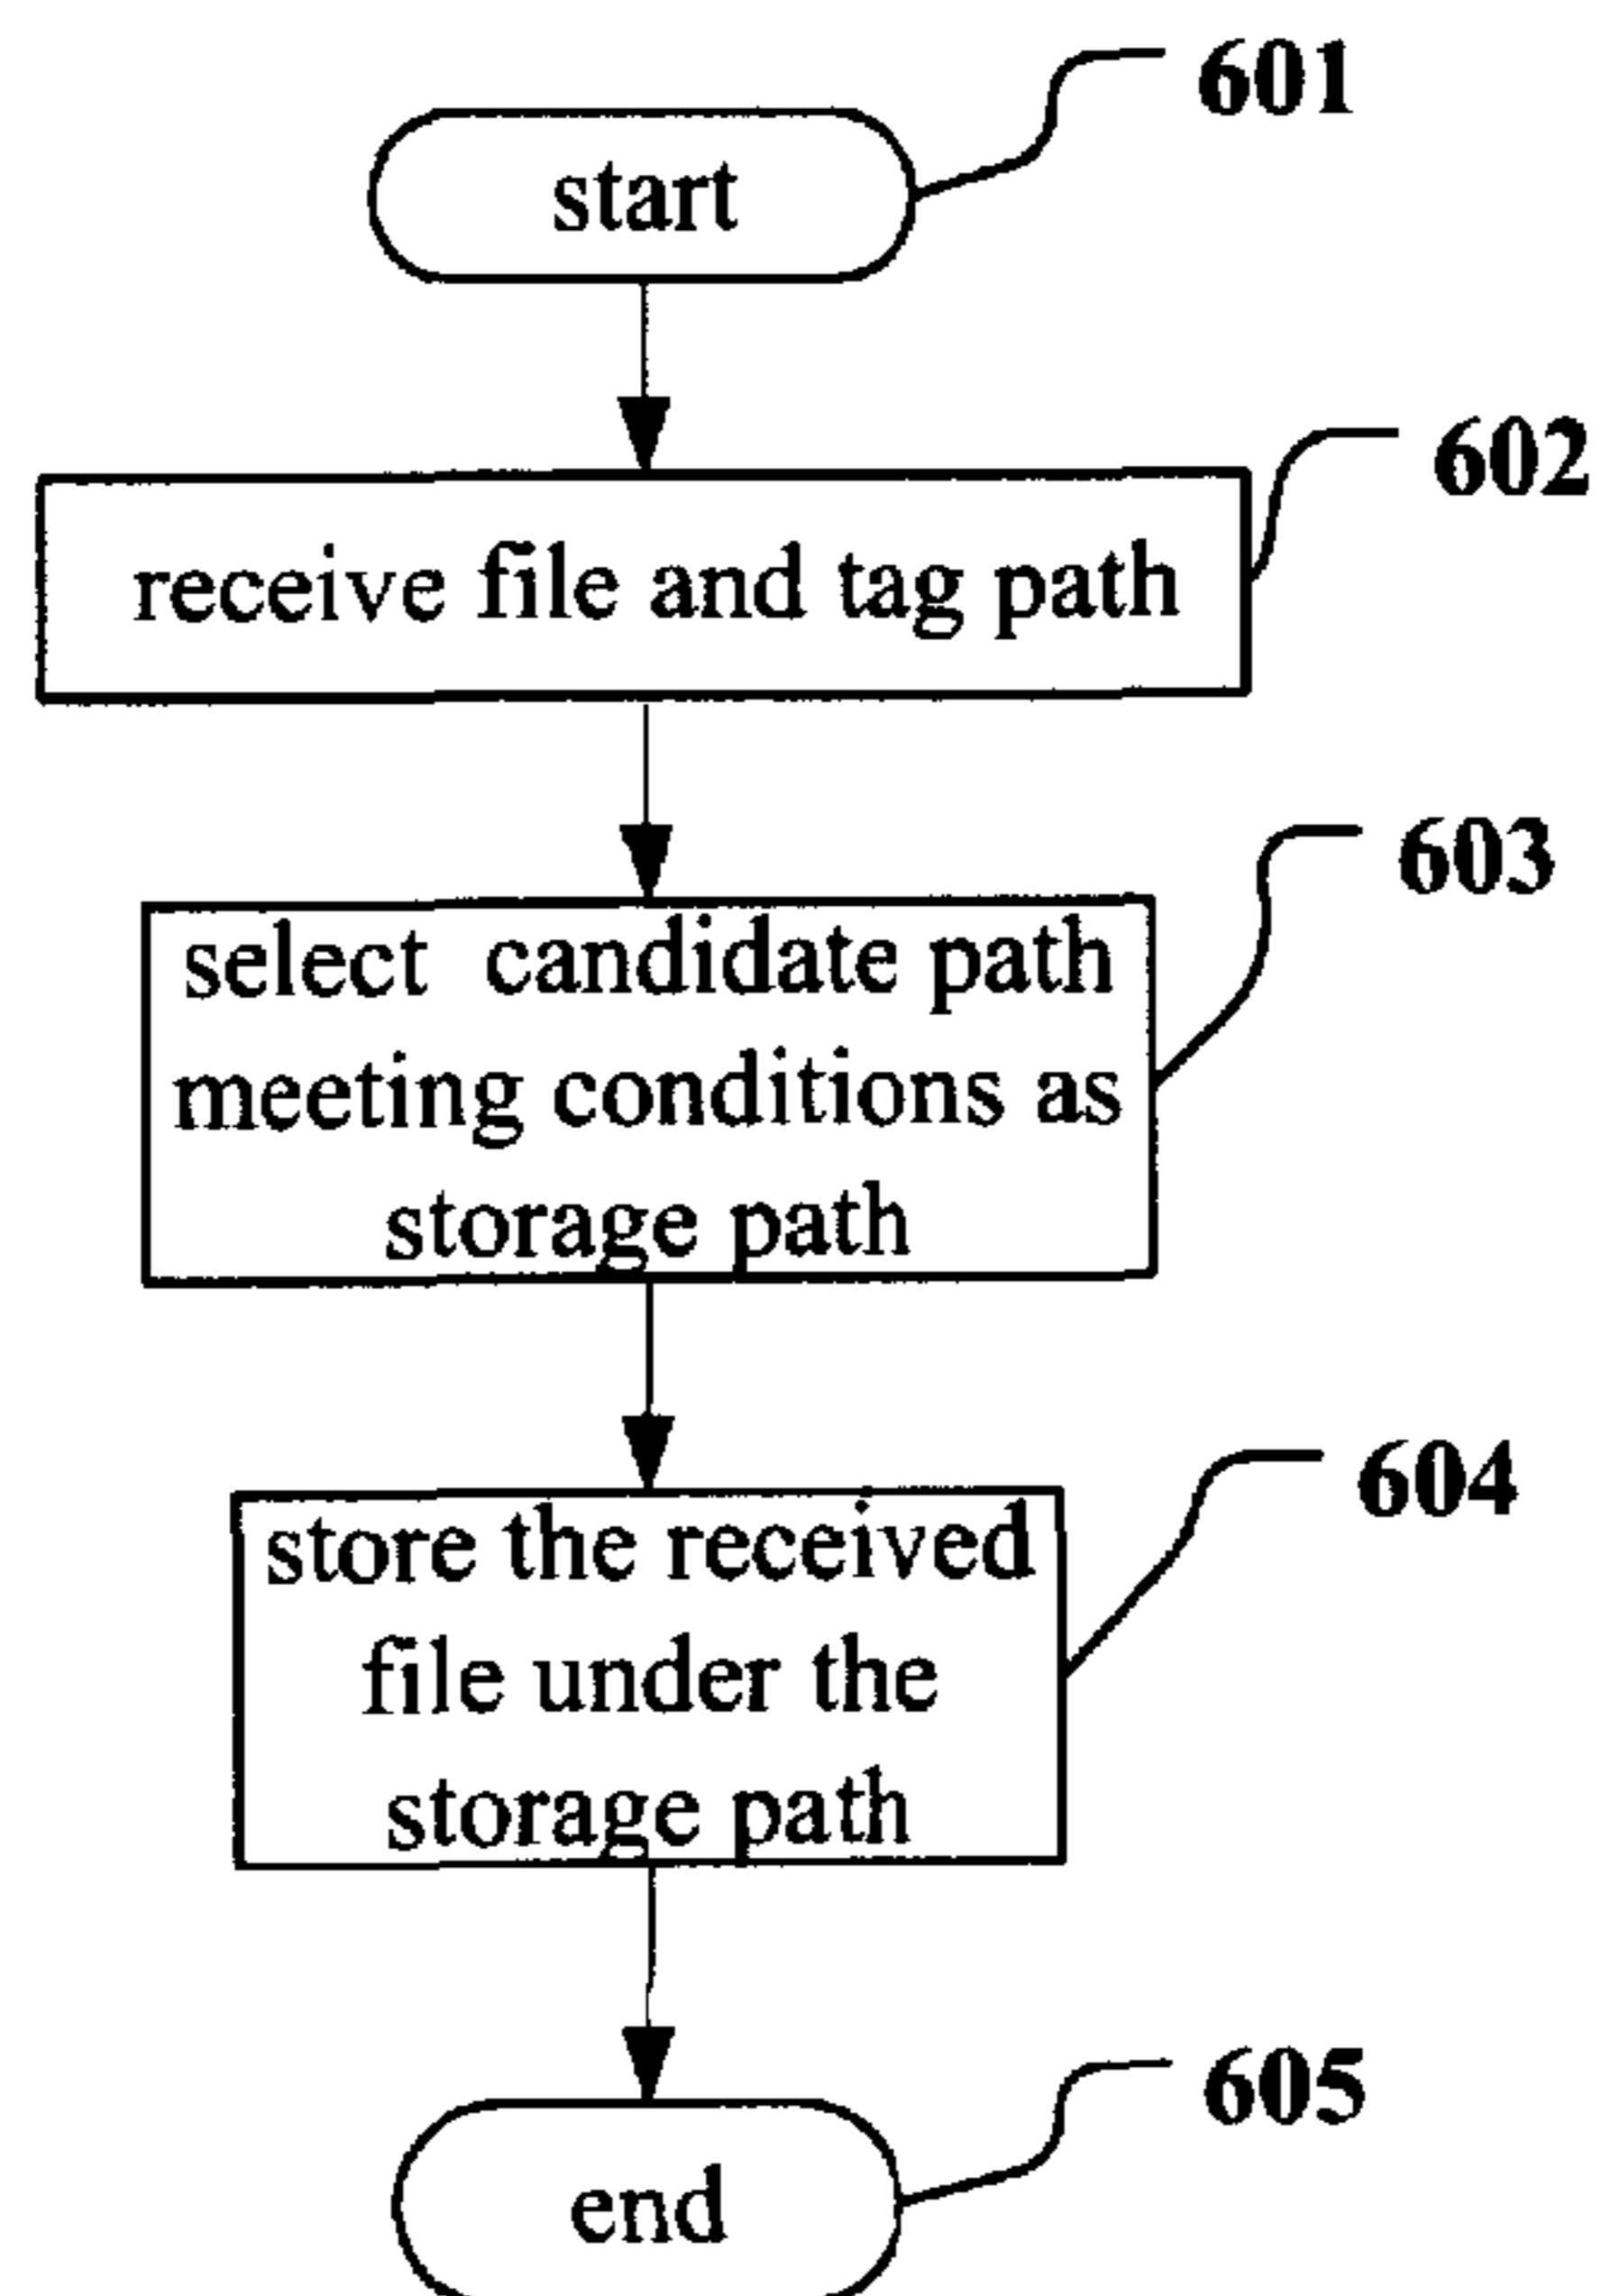 601
start
602
receive file and tag path
603
select candidate path
meeting conditions as
storage path
604
store the received
file under the
storage path
605
end